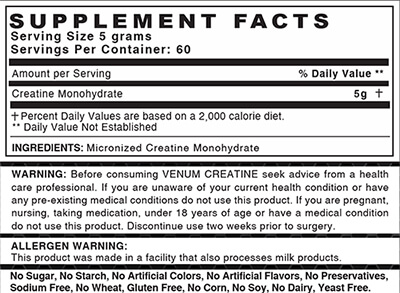 SUPPLEMENT FACTS
Serving Size 5 grams
Servings Per Container: 60
Amount per Serving % Daily Value **
Creatine Monohydrate 5g †
† Percent Daily Values are based on a 2,000 calorie diet.
** Daily Value Not Established
INGREDIENTS: Micronized Creatine Monohydrate
WARNING: Before consuming VENUM CREATINE seek advice from a health
care professional. If you are unaware of your current health condition or have
any pre-existing medical conditions do not use this product. If you are pregnant,
nursing, taking medication, under 18 years of age or have a medical condition
do not use this product. Discontinue use two weeks prior to surgery.
ALLERGEN WARNING:
This product was made in a facility that also processes milk products.
No Sugar, No Starch, No Artificial Colors, No Artificial Flavors, No Preservatives,
Sodium Free, No Wheat, Gluten Free, No Corn, No Soy, No Dairy, Yeast Free.